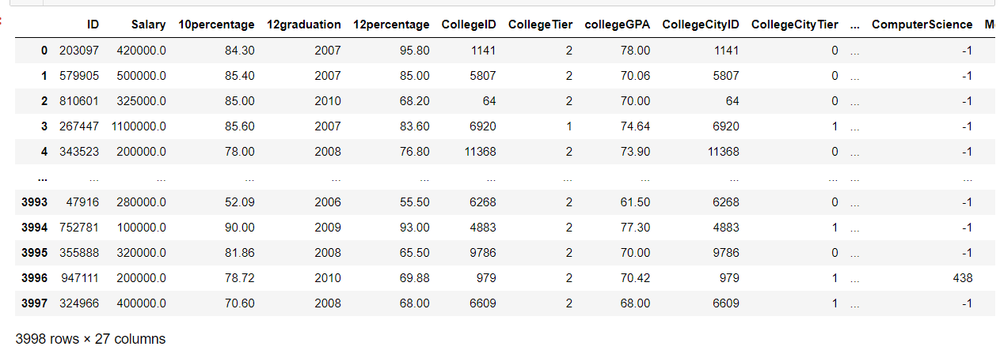 ID Salary 10percentage 12graduation 12percentage CollegeID CollegeTier collegeGPA CollegeCityID CollegeCityTier ... ComputerScience
0 203097 420000.0 84.30 2007 95.80 1141 2 78.00 1141 0 ... -1
1 579905 500000.0 85.40 2007 85.00 5807 2 70.06 5807 0 ... -1
2 810601 325000.0 85.00 2010 68.20 64 2 70.00 64 0 ... -1
3 267447 1100000.0 85.60 2007 83.60 6920 1 74.64 6920 1 ... -1
4 343523 200000.0 78.00 2008 76.80 11368 2 73.90 11368 0 ... -1
... ... ... ... ... ... ... ... ... ... ... ... ...
3993 47916 280000.0 52.09 2006 55.50 6268 2 61.50 6268 0 ... -1
3994 752781 100000.0 90.00 2009 93.00 4883 2 77.30 4883 1 ... -1
3995 355888 320000.0 81.86 2008 65.50 9786 2 70.00 9786 0 ... -1
3996 947111 200000.0 78.72 2010 69.88 979 2 70.42 979 1 ... 438
3997 324966 400000.0 70.60 2008 68.00 6609 2 68.00 6609 1 ... -1
3998 rows × 27 columns